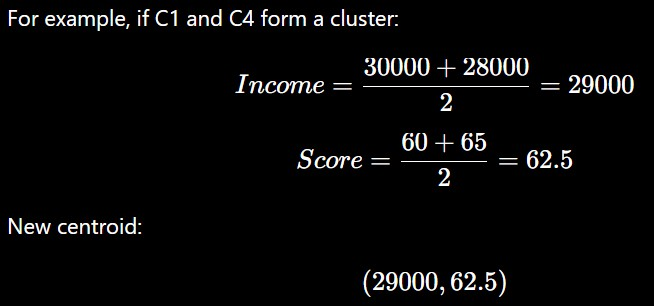 For example, if C1 and C4 form a cluster:
Income = (30000 + 28000) / 2 = 29000
Score = (60 + 65) / 2 = 62.5
New centroid:
(29000, 62.5)